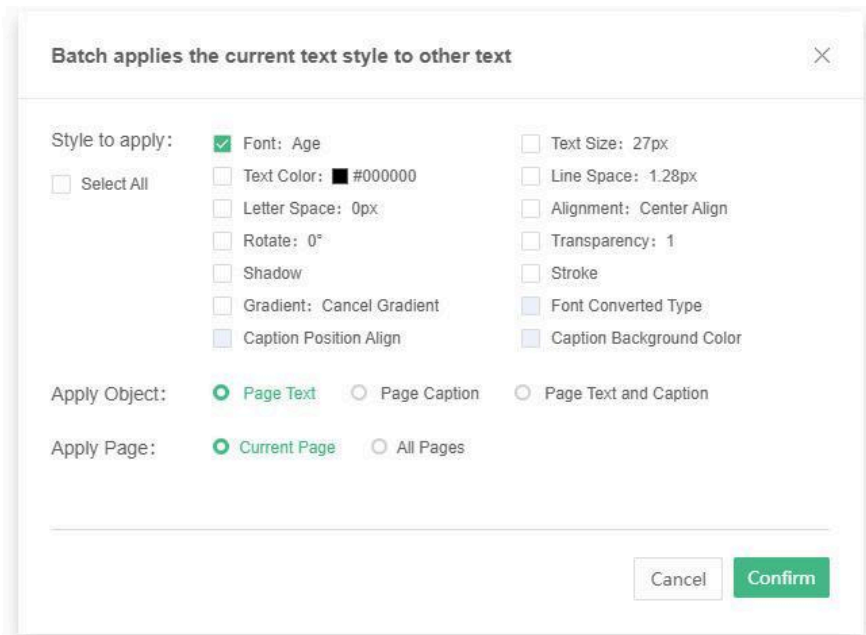 Batch applies the current text style to other text
Style to apply:
Select All
Font: Age
Text Size: 27px
Text Color: #000000
Line Space: 1.28px
Letter Space: 0px
Alignment: Center Align
Rotate: 0°
Transparency: 1
Shadow
Stroke
Gradient: Cancel Gradient
Font Converted Type
Caption Position Align
Caption Background Color
Apply Object: Page Text Page Caption Page Text and Caption
Apply Page: Current Page All Pages
Cancel Confirm